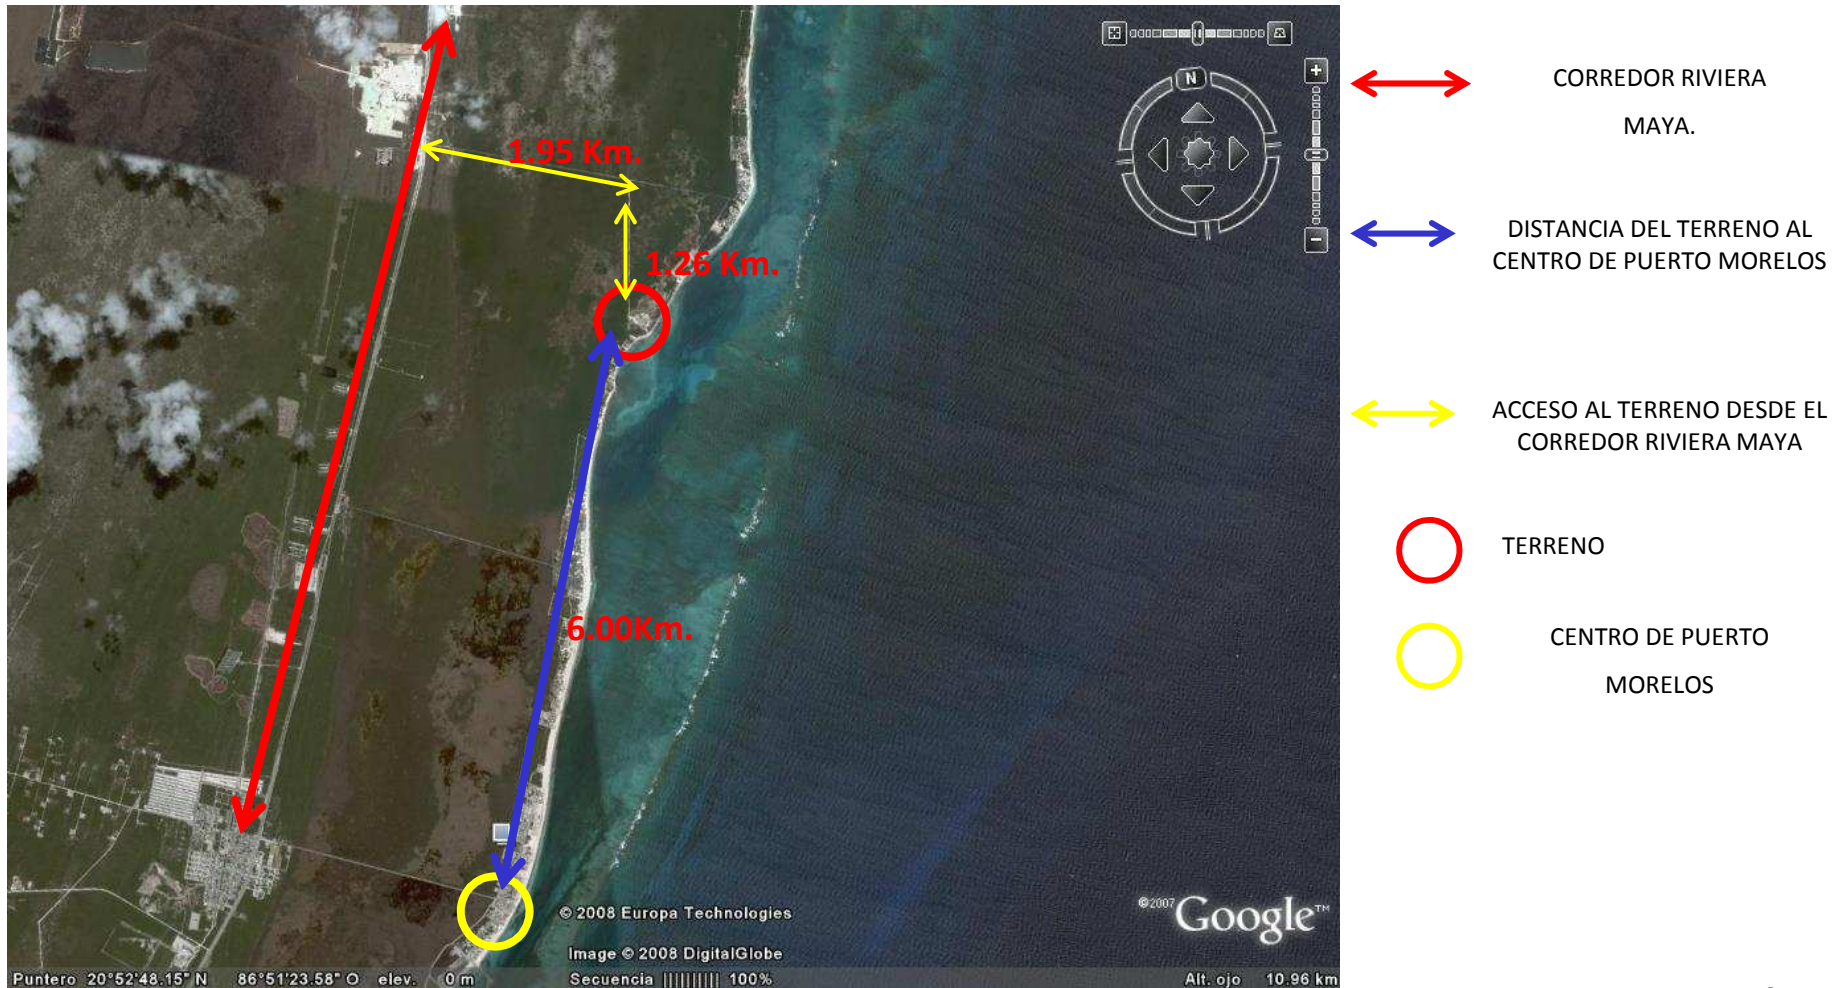 1.95 Km.
1.26 Km.
6.00Km.
N
© 2008 Europa Technologies
Image © 2008 DigitalGlobe
©2007 Google™
Puntero 20°52'48.15" N 86°51'23.58" O elev. 0 m Secuencia 100% Alt. ojo 10.96 km
CORREDOR RIVIERA
MAYA.
DISTANCIA DEL TERRENO AL
CENTRO DE PUERTO MORELOS
ACCESO AL TERRENO DESDE EL
CORREDOR RIVIERA MAYA
TERRENO
CENTRO DE PUERTO
MORELOS